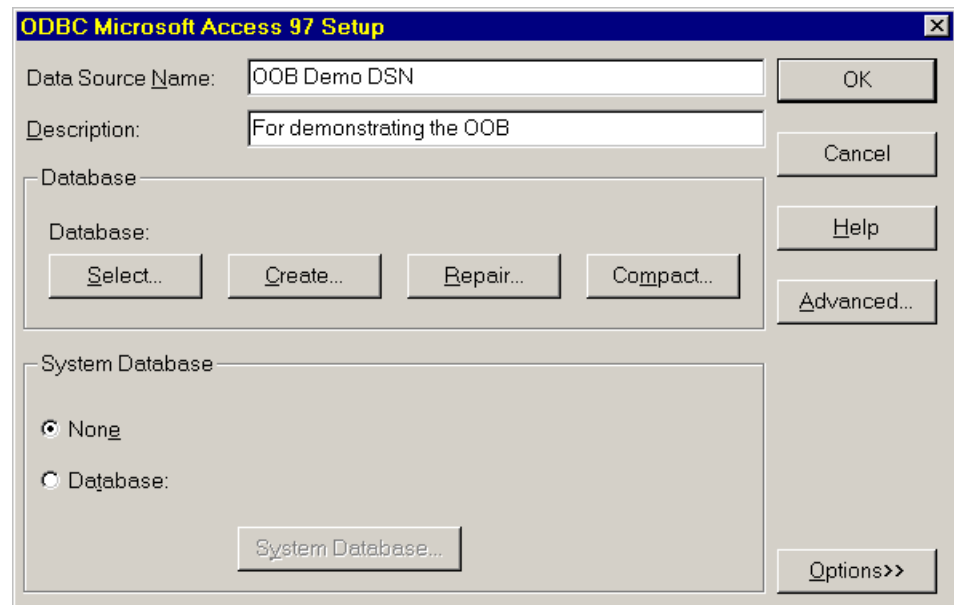 ODBC Microsoft Access 97 Setup
Data Source Name:
OOB Demo DSN
OK
Description:
For demonstrating the OOB
Cancel
Database
Database:
Help
Select...
Create...
Repair...
Compact...
Advanced...
System Database
None
Database:
System Database...
Options>>